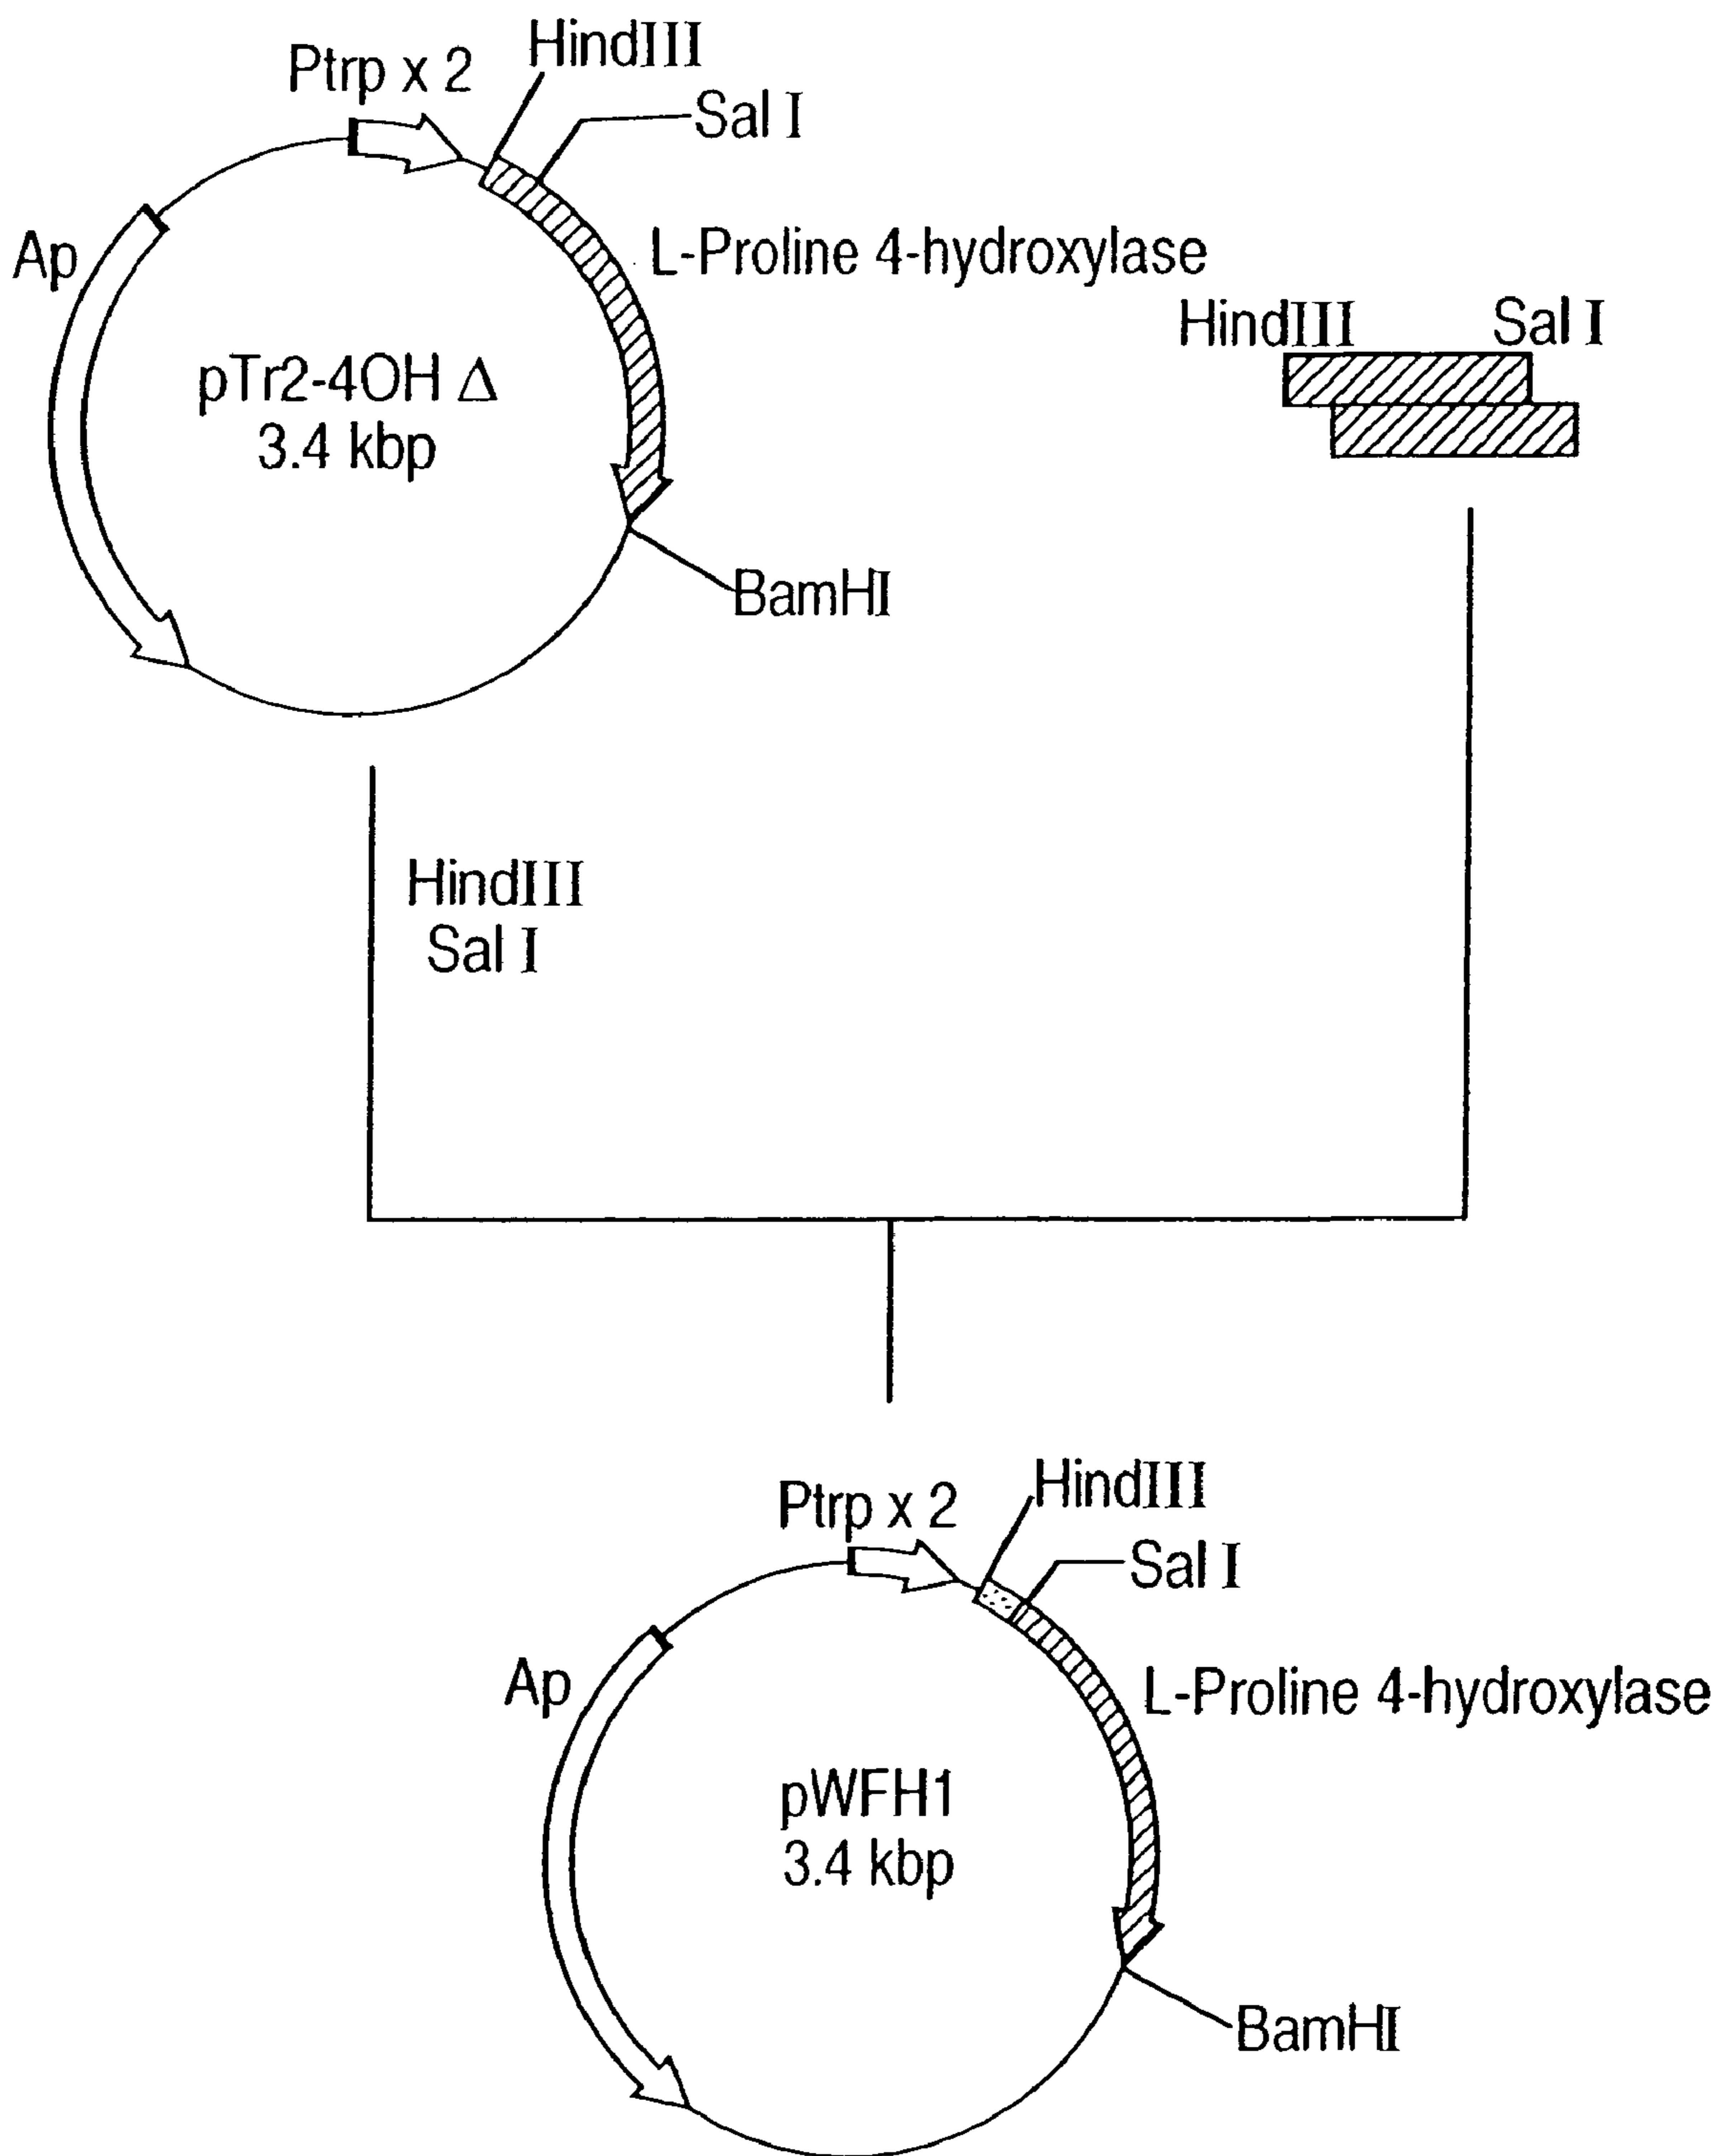 Ptrp x 2
HindIII
Sal I
Ap
L-Proline 4-hydroxylase
pTr2-4OH Δ
3.4 kbp
BamHI
HindIII
Sal I
HindIII
Sal I
Ptrp x 2
HindIII
Sal I
Ap
L-Proline 4-hydroxylase
pWFH1
3.4 kbp
BamHI